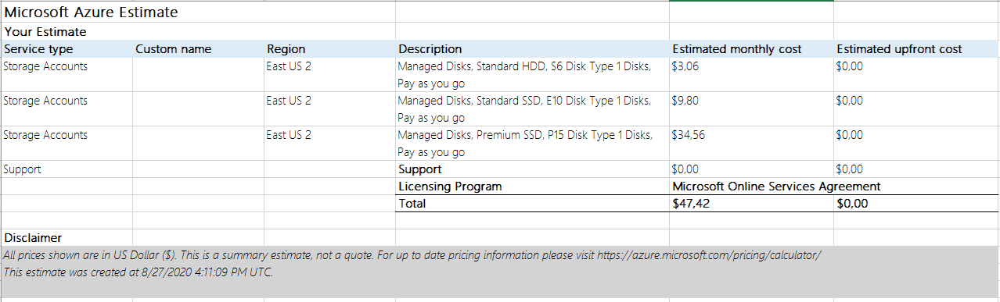 Microsoft Azure Estimate
Your Estimate
Service type Custom name Region Description Estimated monthly cost Estimated upfront cost
Storage Accounts East US 2 Managed Disks, Standard HDD, S6 Disk Type 1 Disks, $3,06 $0,00
Pay as you go
Storage Accounts East US 2 Managed Disks, Standard SSD, E10 Disk Type 1 Disks, $9,80 $0,00
Pay as you go
Storage Accounts East US 2 Managed Disks, Premium SSD, P15 Disk Type 1 Disks, $34,56 $0,00
Pay as you go
Support Support $0,00 $0,00
Licensing Program Microsoft Online Services Agreement
Total $47,42 $0,00
Disclaimer
All prices shown are in US Dollar ($). This is a summary estimate, not a quote. For up to date pricing information please visit https://azure.microsoft.com/pricing/calculator/
This estimate was created at 8/27/2020 4:11:09 PM UTC.